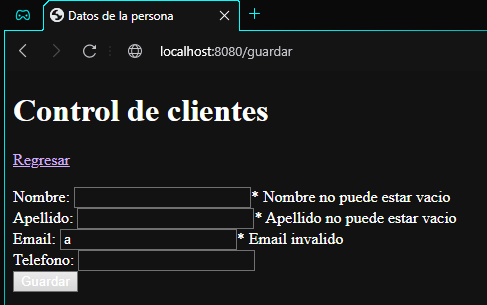 Datos de la persona
localhost:8080/guardar
Control de clientes
Regresar
Nombre: * Nombre no puede estar vacio
Apellido: * Apellido no puede estar vacio
Email: a * Email invalido
Telefono:
Guardar